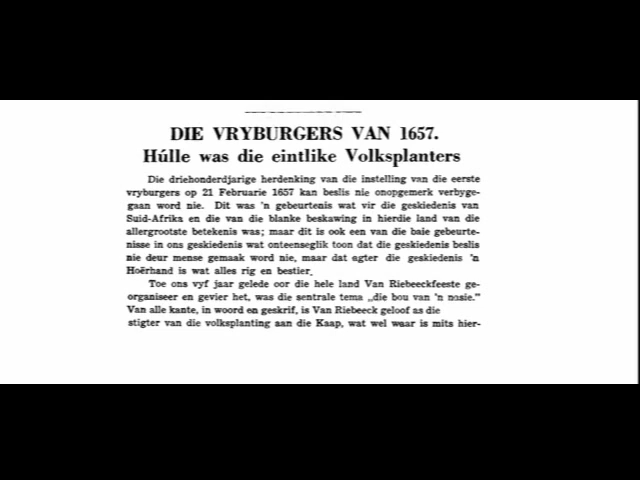 DIE VRYBURGERS VAN 1657.
Húlle was die eintlike Volksplanters
Die driehonderdjarige herdenking van die instelling van die eerste
vryburgers op 21 Februarie 1657 kan beslis nie onopgemerk verbyge-
gaan word nie. Dit was 'n gebeurtenis wat vir die geskiedenis van
Suid-Afrika en die van die blanke beskawing in hierdie land van die
allergrootste betekenis was; maar dit is ook een van die baie gebeurte-
nisse in ons geskiedenis wat onteenseglik toon dat die geskiedenis beslis
nie deur mense gemaak word nie, maar dat egter die geskiedenis 'n
Hoërhand is wat alles rig en bestier.
Toe ons vyf jaar gelede oor die hele land Van Riebeeckfeeste ge-
organiseer en gevier het, was die sentrale tema „die bou van 'n nasie.”
Van alle kante, in woord en geskrif, is Van Riebeeck geloof as die
stigter van die volksplanting aan die Kaap, wat wel waar is mits hier-